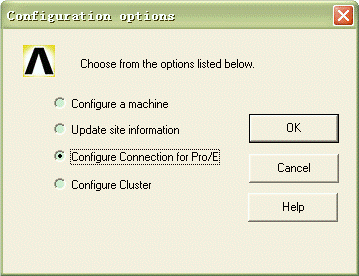 Configuration options
Choose from the options listed below.
Configure a machine
Update site information
Configure Connection for Pro/E
Configure Cluster
OK
Cancel
Help